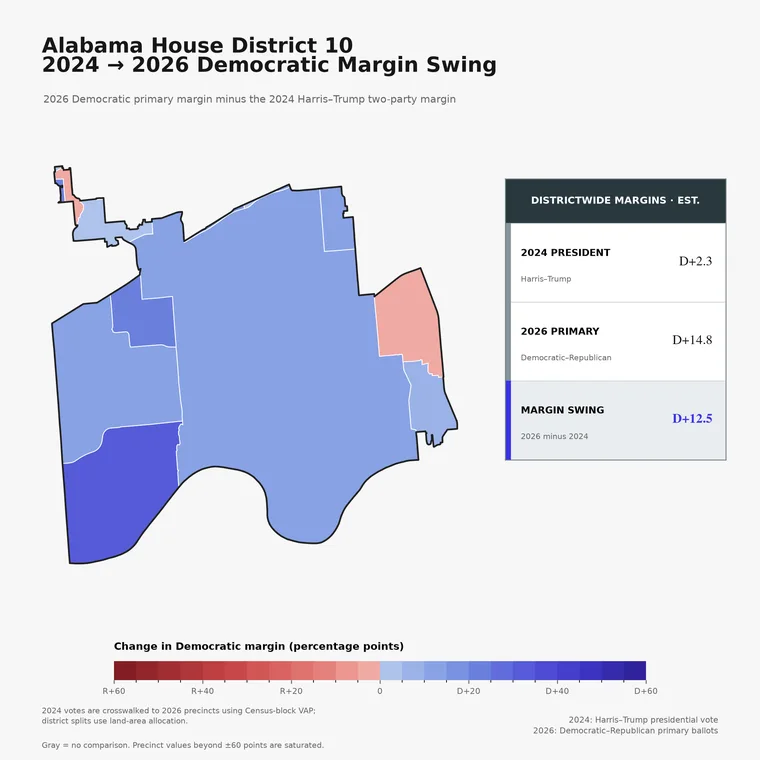 Alabama House District 10
2024 → 2026 Democratic Margin Swing
2026 Democratic primary margin minus the 2024 Harris–Trump two-party margin
DISTRICTWIDE MARGINS · EST.
2024 PRESIDENT
D+2.3
Harris–Trump
2026 PRIMARY
D+14.8
Democratic–Republican
MARGIN SWING
D+12.5
2026 minus 2024
Change in Democratic margin (percentage points)
R+60 R+40 R+20 0 D+20 D+40 D+60
2024 votes are crosswalked to 2026 precincts using Census-block VAP;
district splits use land-area allocation.
2024: Harris–Trump presidential vote
2026: Democratic–Republican primary ballots
Gray = no comparison. Precinct values beyond ±60 points are saturated.